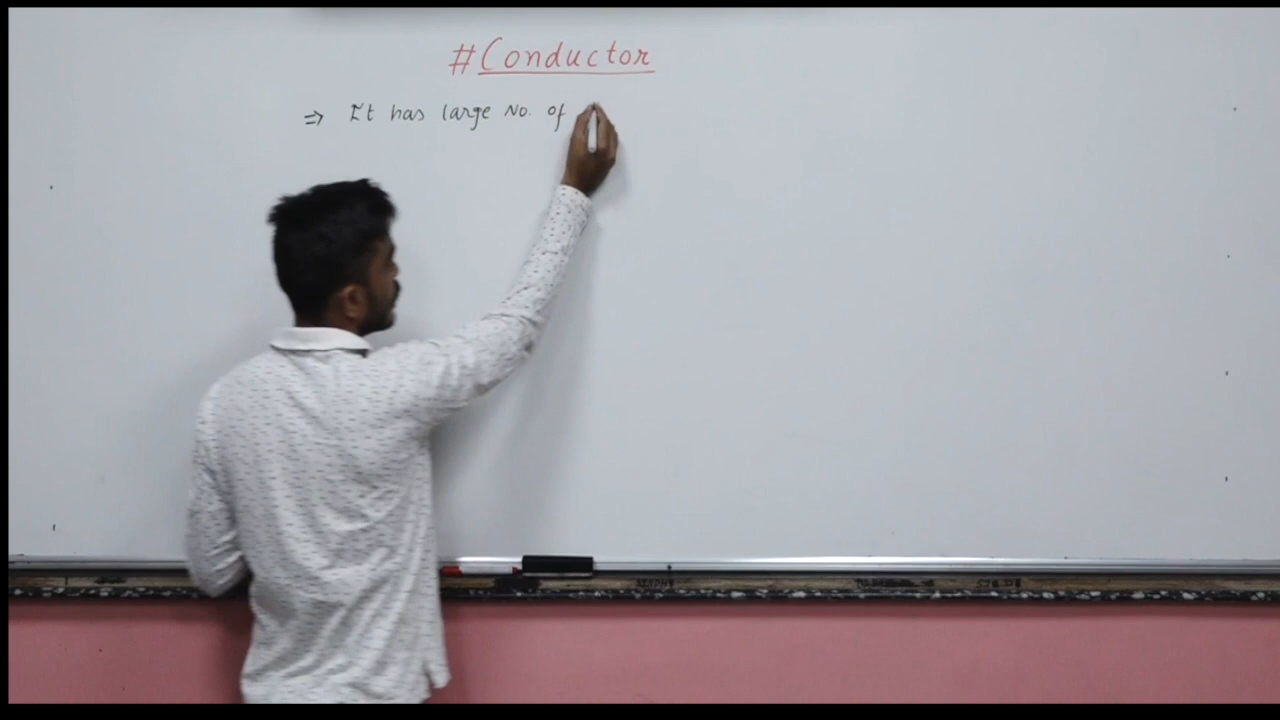 #Conductor
⇒ It has large No. of